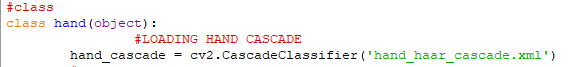 #class
class hand(object):
#LOADING HAND CASCADE
hand_cascade = cv2.CascadeClassifier('hand_haar_cascade.xml')